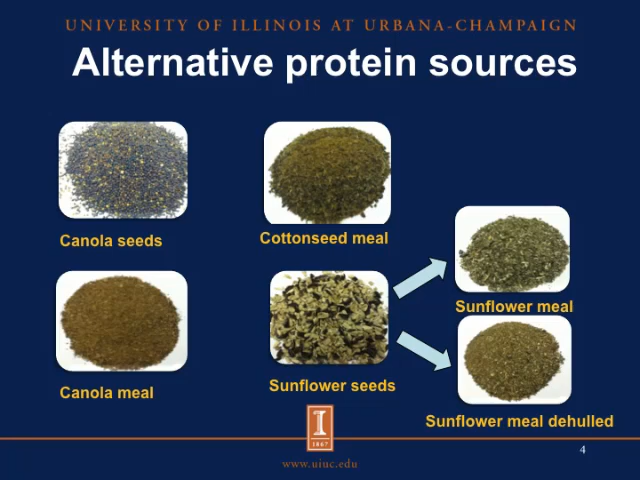 UNIVERSITY OF ILLINOIS AT URBANA-CHAMPAIGN
Alternative protein sources
Canola seeds
Cottonseed meal
Sunflower meal
Canola meal
Sunflower seeds
Sunflower meal dehulled
I
1867
4
www.uiuc.edu